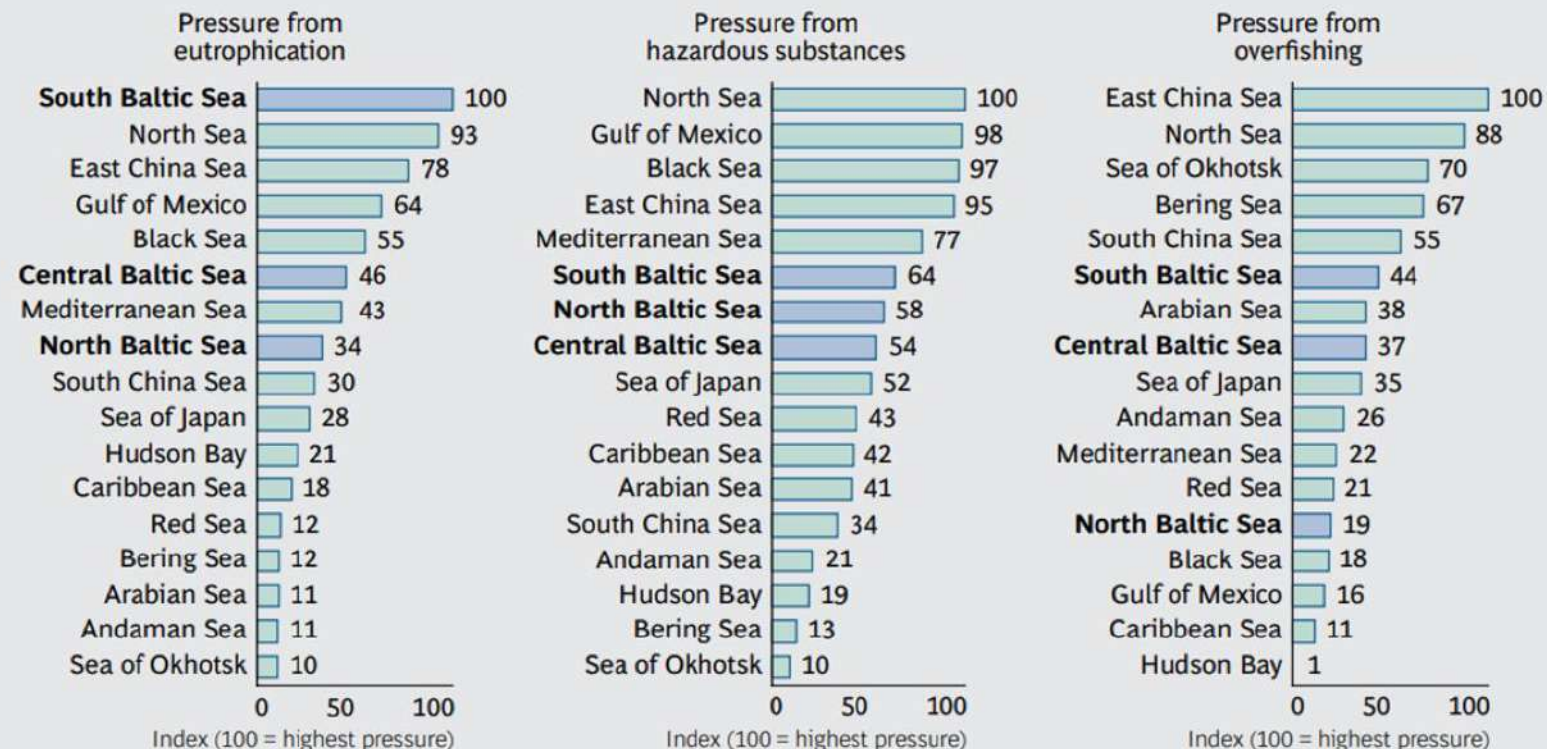 Pressure from
eutrophication
South Baltic Sea 100
North Sea 93
East China Sea 78
Gulf of Mexico 64
Black Sea 55
Central Baltic Sea 46
Mediterranean Sea 43
North Baltic Sea 34
South China Sea 30
Sea of Japan 28
Hudson Bay 21
Caribbean Sea 18
Red Sea 12
Bering Sea 12
Arabian Sea 11
Andaman Sea 11
Sea of Okhotsk 10
0 50 100
Index (100 = highest pressure)
Pressure from
hazardous substances
North Sea 100
Gulf of Mexico 98
Black Sea 97
East China Sea 95
Mediterranean Sea 77
South Baltic Sea 64
North Baltic Sea 58
Central Baltic Sea 54
Sea of Japan 52
Red Sea 43
Caribbean Sea 42
Arabian Sea 41
South China Sea 34
Andaman Sea 21
Hudson Bay 19
Bering Sea 13
Sea of Okhotsk 10
0 50 100
Index (100 = highest pressure)
Pressure from
overfishing
East China Sea 100
North Sea 88
Sea of Okhotsk 70
Bering Sea 67
South China Sea 55
South Baltic Sea 44
Arabian Sea 38
Central Baltic Sea 37
Sea of Japan 35
Andaman Sea 26
Mediterranean Sea 22
Red Sea 21
North Baltic Sea 19
Black Sea 18
Gulf of Mexico 16
Caribbean Sea 11
Hudson Bay 1
0 50 100
Index (100 = highest pressure)